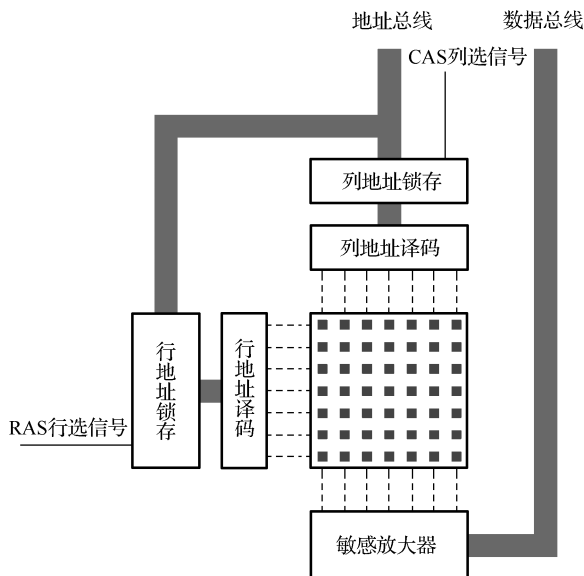 地址总线
数据总线
CAS列选信号
列地址锁存
列地址译码
行地址锁存
行地址译码
RAS行选信号
敏感放大器